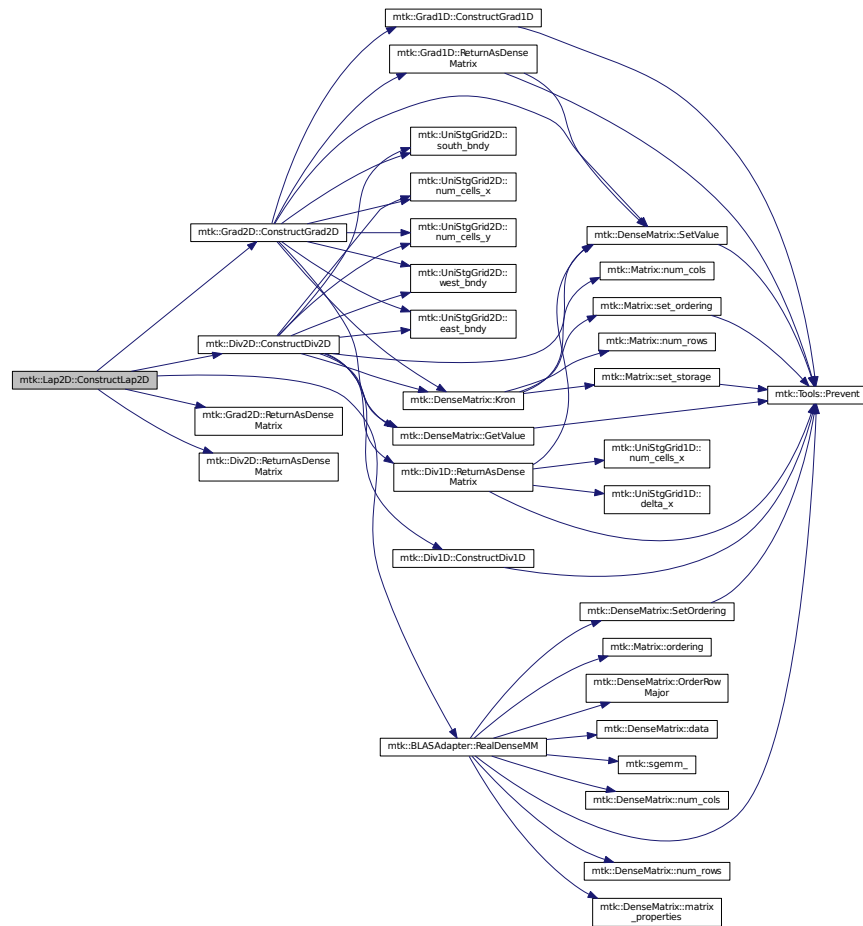 mtk::Grad1D::ConstructGrad1D
mtk::Grad1D::ReturnAsDense
Matrix
mtk::UniStgGrid2D::
south_bndy
mtk::UniStgGrid2D::
num_cells_x
mtk::Grad2D::ConstructGrad2D
mtk::UniStgGrid2D::
num_cells_y
mtk::DenseMatrix::SetValue
mtk::UniStgGrid2D::
west_bndy
mtk::Matrix::num_cols
mtk::UniStgGrid2D::
east_bndy
mtk::Matrix::set_ordering
mtk::Div2D::ConstructDiv2D
mtk::Matrix::num_rows
mtk::Lap2D::ConstructLap2D
mtk::Matrix::set_storage
mtk::Tools::Prevent
mtk::DenseMatrix::Kron
mtk::Grad2D::ReturnAsDense
Matrix
mtk::DenseMatrix::GetValue
mtk::Div2D::ReturnAsDense
Matrix
mtk::Div1D::ReturnAsDense
Matrix
mtk::UniStgGrid1D::
num_cells_x
mtk::UniStgGrid1D::
delta_x
mtk::Div1D::ConstructDiv1D
mtk::DenseMatrix::SetOrdering
mtk::Matrix::ordering
mtk::DenseMatrix::OrderRow
Major
mtk::DenseMatrix::data
mtk::BLASAdapter::RealDenseMM
mtk::sgemm_
mtk::DenseMatrix::num_cols
mtk::DenseMatrix::num_rows
mtk::DenseMatrix::matrix
_properties